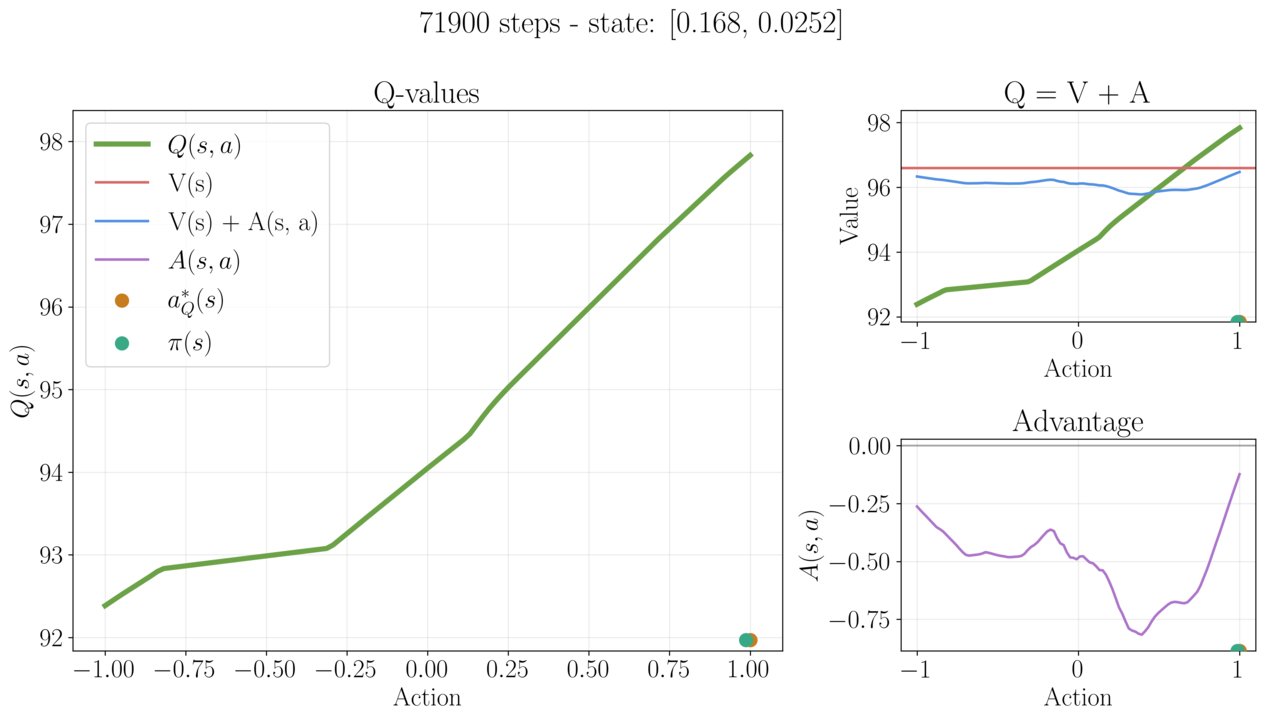 71900 steps - state: [0.168, 0.0252]
Q-values
Q(s, a)
V(s)
V(s) + A(s, a)
A(s, a)
a*Q(s)
π(s)
98
97
96
95
94
93
92
Q(s, a)
−1.00 −0.75 −0.50 −0.25 0.00 0.25 0.50 0.75 1.00
Action
Q = V + A
98
96
94
92
Value
−1 0 1
Action
Advantage
0.00
−0.25
−0.50
−0.75
A(s, a)
−1 0 1
Action